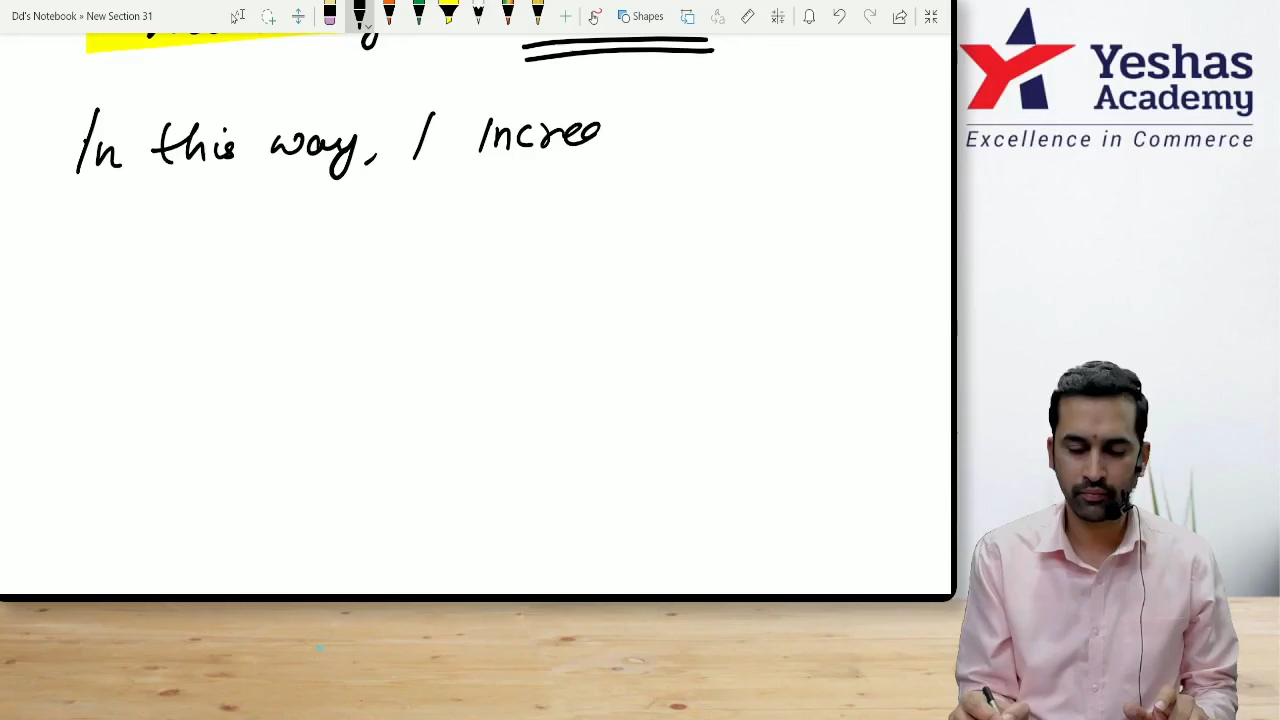 Dd's Notebook » New Section 31
Shapes
In this way, I Increa
Yeshas
Academy
Excellence in Commerce